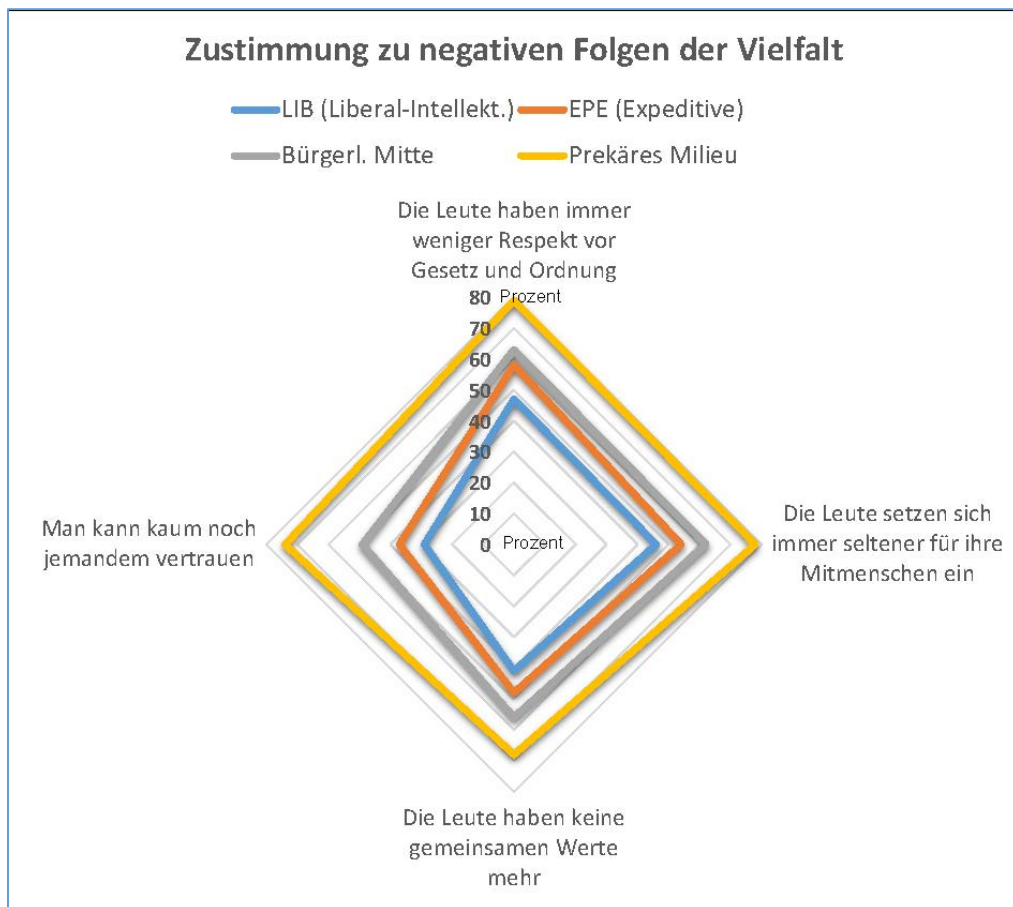 Zustimmung zu negativen Folgen der Vielfalt
LIB (Liberal-Intellekt.)
EPE (Expeditive)
Bürgerl. Mitte
Prekäres Milieu
Die Leute haben immer
weniger Respekt vor
Gesetz und Ordnung
80 Prozent
70
60
50
40
30
20
10
0 Prozent
Man kann kaum noch
jemandem vertrauen
Die Leute setzen sich
immer seltener für ihre
Mitmenschen ein
Die Leute haben keine
gemeinsamen Werte
mehr